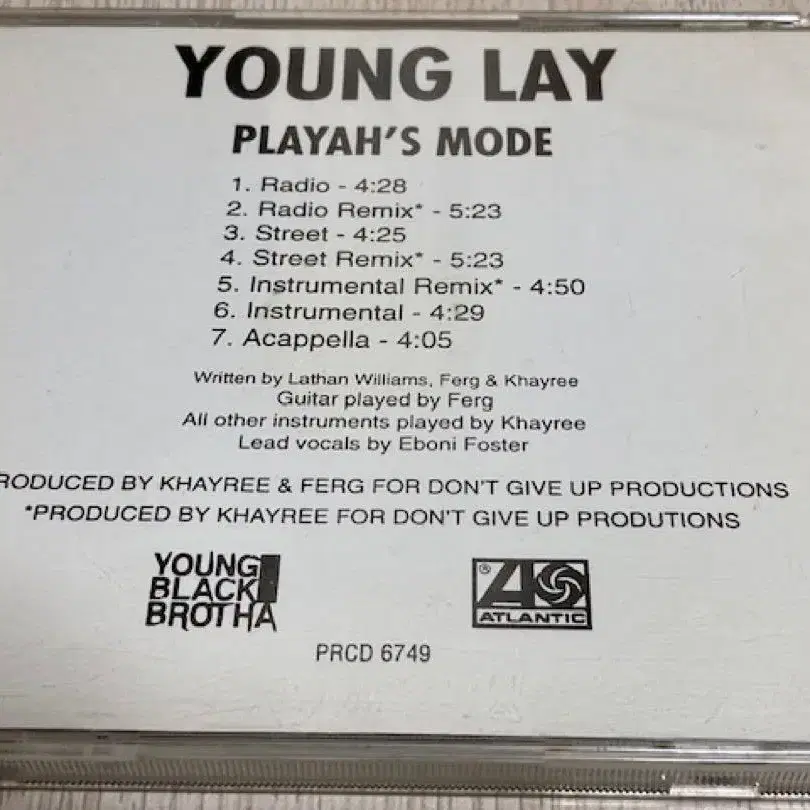 YOUNG LAY
PLAYAH'S MODE
1. Radio - 4:28
2. Radio Remix* - 5:23
3. Street - 4:25
4. Street Remix* - 5:23
5. Instrumental Remix* - 4:50
6. Instrumental - 4:29
7. Acappella - 4:05
Written by Lathan Williams, Ferg & Khayree
Guitar played by Ferg
All other instruments played by Khayree
Lead vocals by Eboni Foster
RODUCED BY KHAYREE & FERG FOR DON'T GIVE UP PRODUCTIONS
*PRODUCED BY KHAYREE FOR DON'T GIVE UP PRODUTIONS
YOUNG
BLACK
BROTHA
® A
ATLANTIC
PRCD 6749